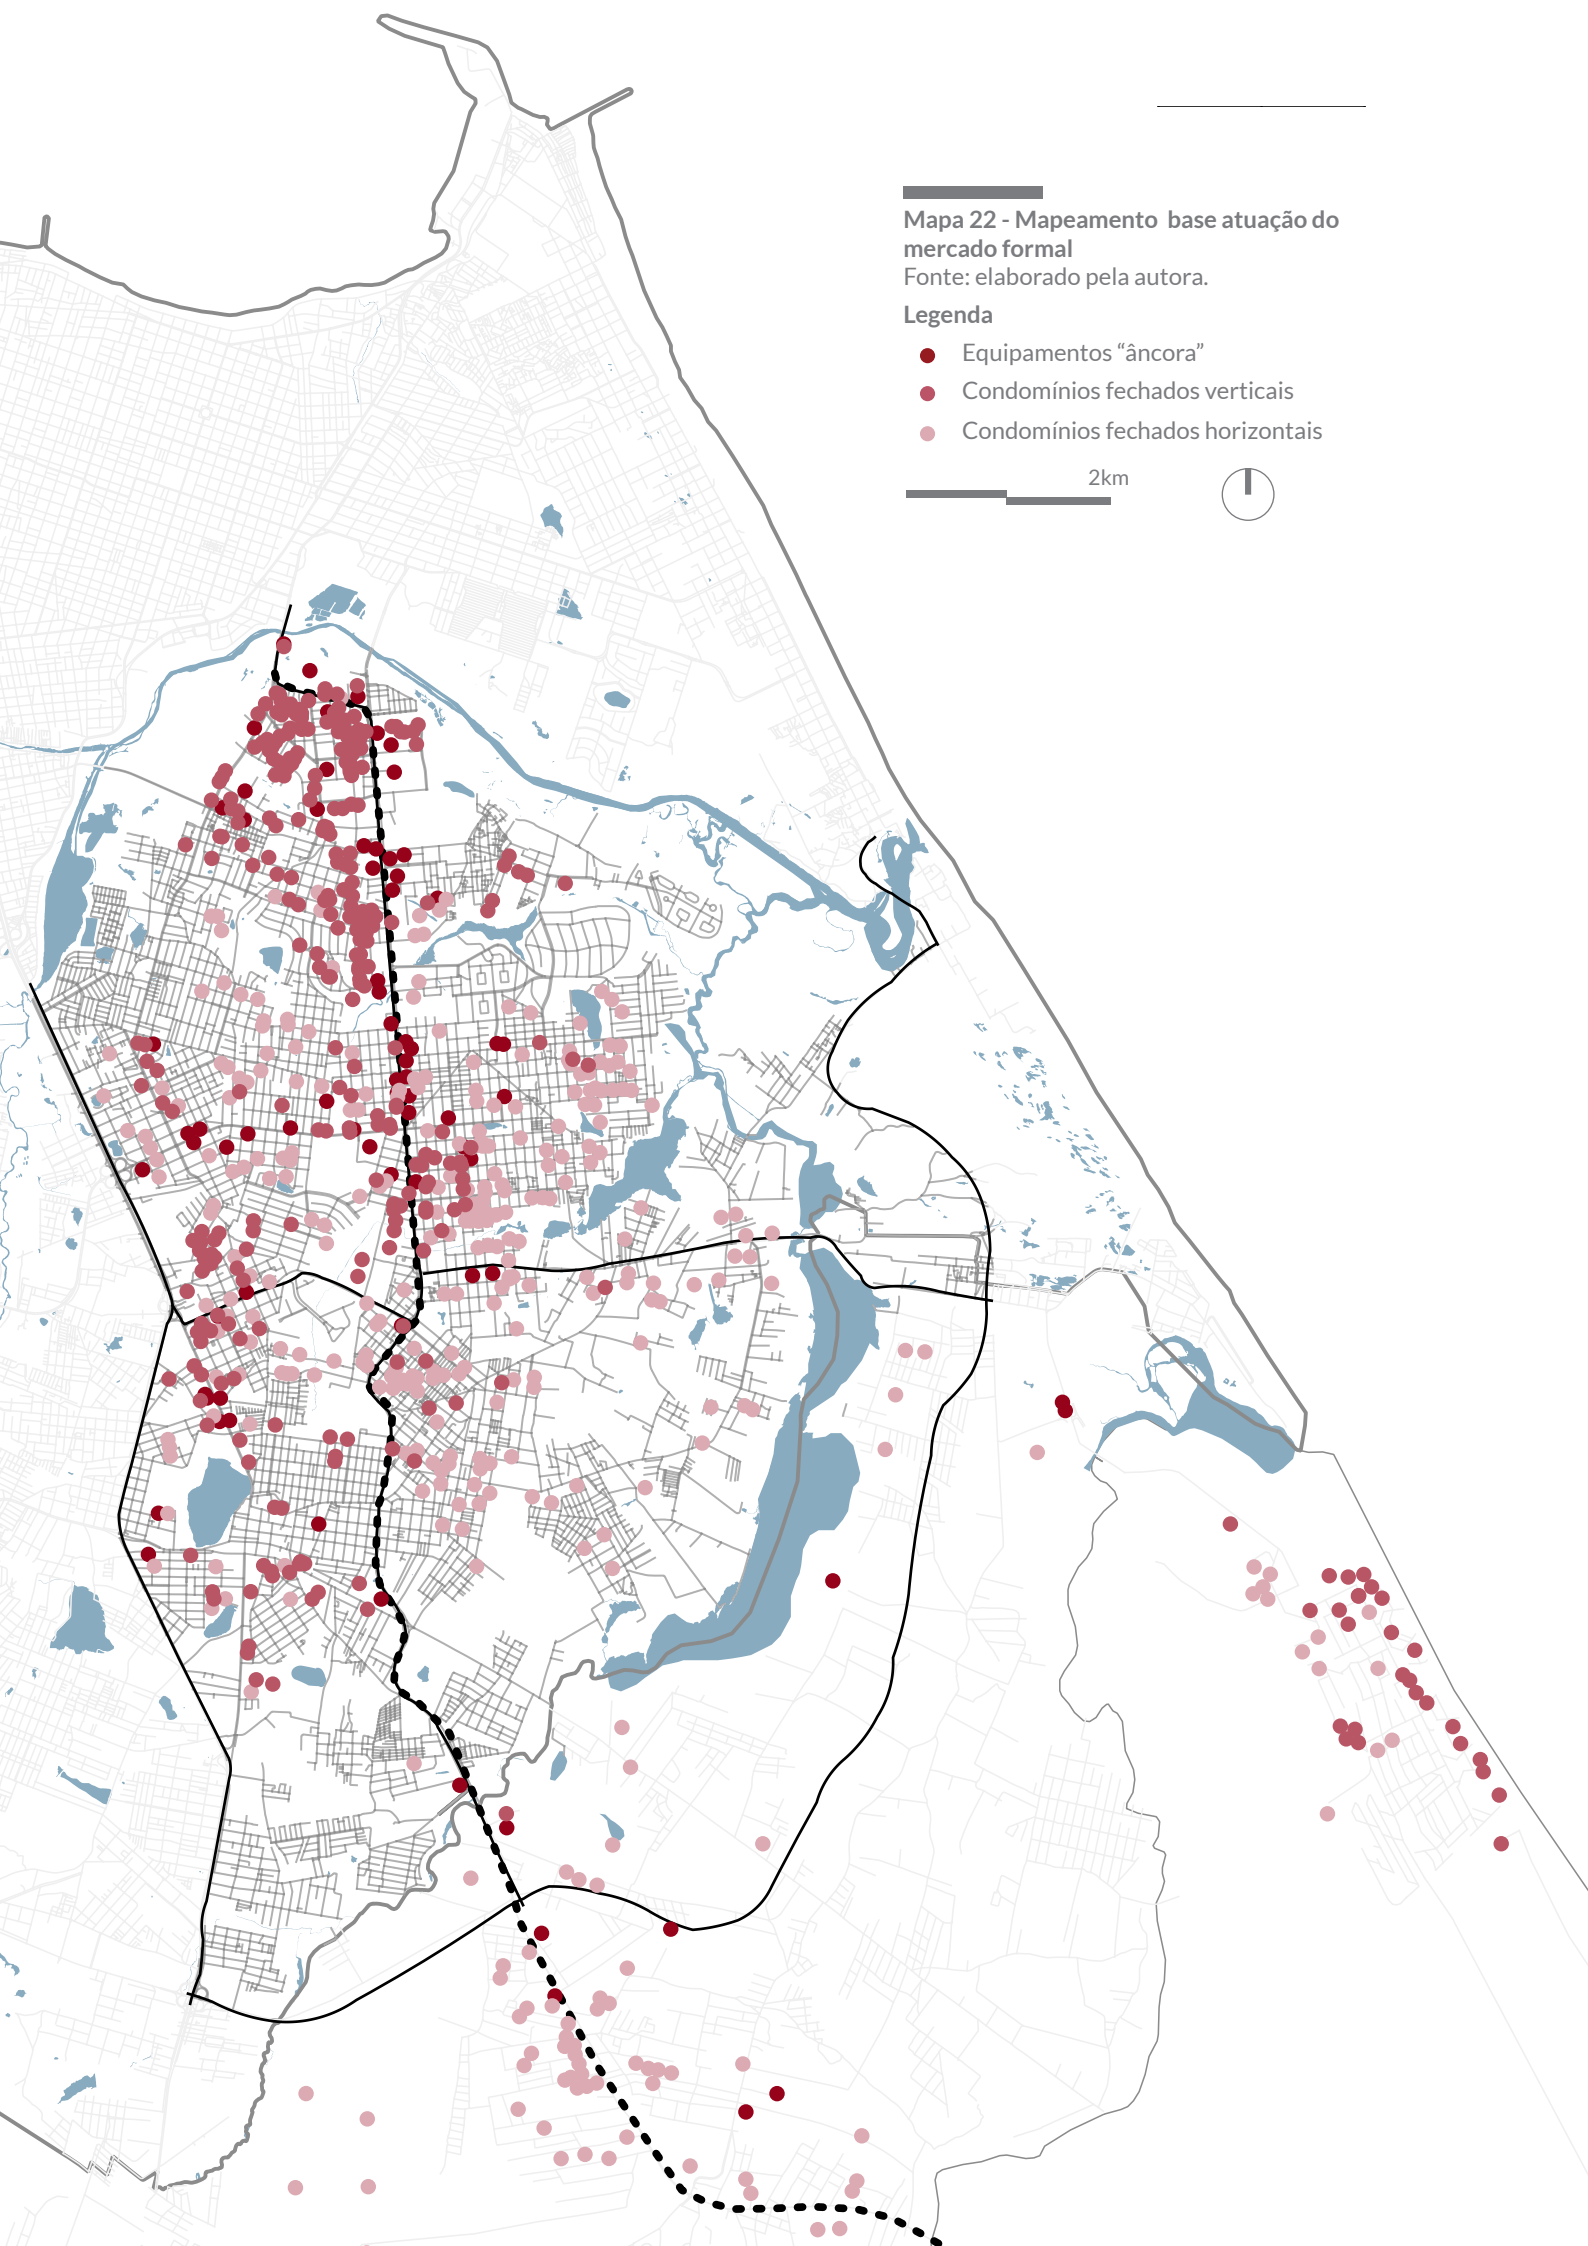 Mapa 22 - Mapeamento base atuação do
mercado formal
Fonte: elaborado pela autora.
Legenda
Equipamentos “âncora”
Condomínios fechados verticais
Condomínios fechados horizontais
2km